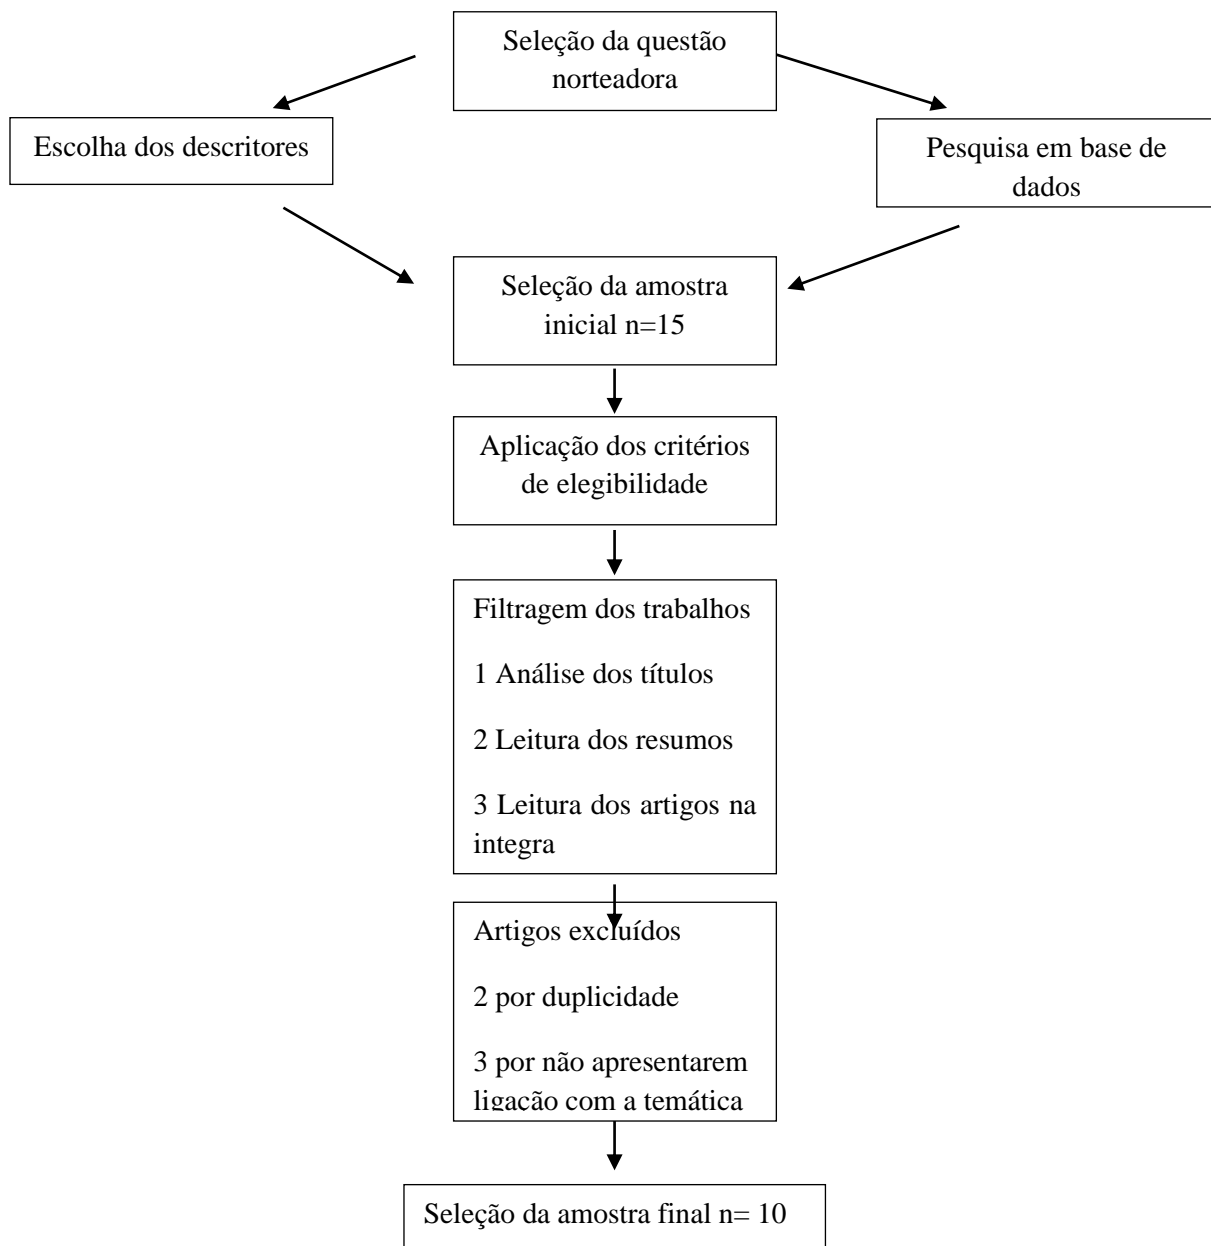 Seleção da questão
norteadora
Escolha dos descritores
Pesquisa em base de
dados
Seleção da amostra
inicial n=15
Aplicação dos critérios
de elegibilidade
Filtragem dos trabalhos
1 Análise dos títulos
2 Leitura dos resumos
3 Leitura dos artigos na
integra
Artigos excluídos
2 por duplicidade
3 por não apresentarem
ligação com a temática
Seleção da amostra final n= 10